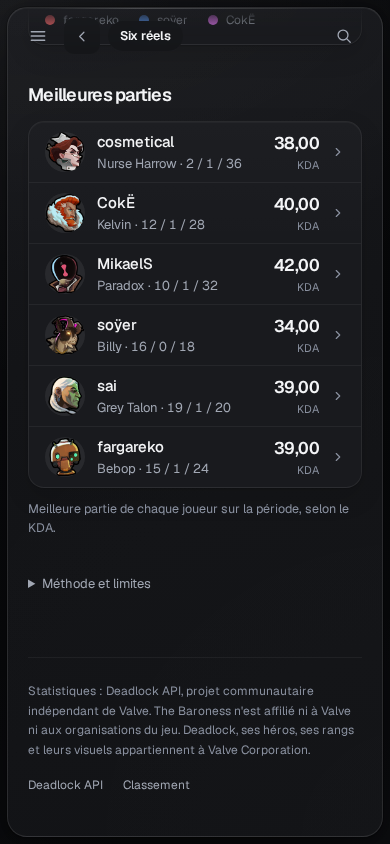 fargareko
soÿer
CokË
Six réels
Meilleures parties
cosmetical
38,00
Nurse Harrow · 2 / 1 / 36
KDA
CokË
40,00
Kelvin · 12 / 1 / 28
KDA
MikaelS
42,00
Paradox · 10 / 1 / 32
KDA
soÿer
34,00
Billy · 16 / 0 / 18
KDA
sai
39,00
Grey Talon · 19 / 1 / 20
KDA
fargareko
39,00
Bebop · 15 / 1 / 24
KDA
Meilleure partie de chaque joueur sur la période, selon le
KDA.
Méthode et limites
Statistiques : Deadlock API, projet communautaire
indépendant de Valve. The Baroness n'est affilié ni à Valve
ni aux organisations du jeu. Deadlock, ses héros, ses rangs
et leurs visuels appartiennent à Valve Corporation.
Deadlock API
Classement